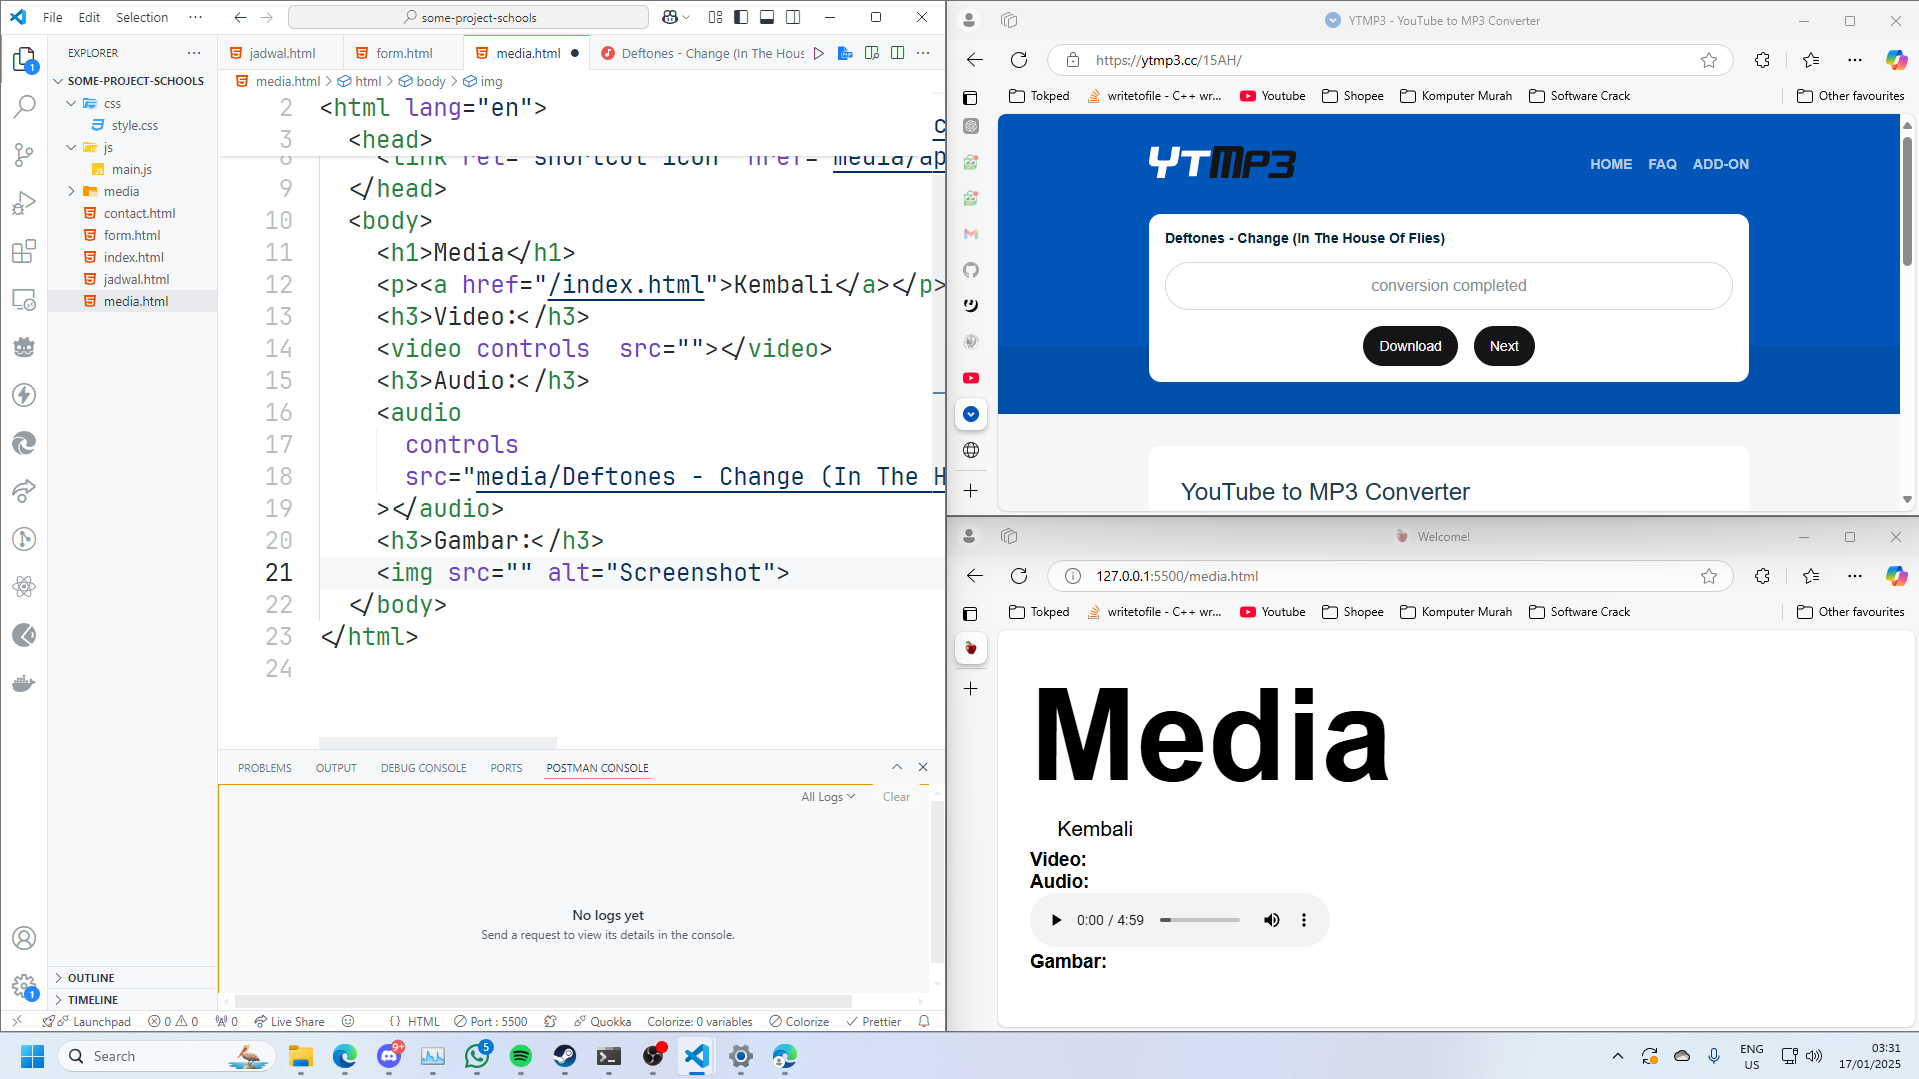 File Edit Selection ···
some-project-schools
EXPLORER
SOME-PROJECT-SCHOOLS
css
style.css
js
main.js
media
contact.html
form.html
index.html
jadwal.html
media.html
OUTLINE
TIMELINE
jadwal.html
form.html
media.html
Deftones - Change (In The Hous
media.html > html > body > img
2 <html lang="en">
3 <head>
9 </head>
10 <body>
11 <h1>Media</h1>
12 <p><a href="/index.html">Kembali</a></p>
13 <h3>Video:</h3>
14 <video controls  src=""></video>
15 <h3>Audio:</h3>
16 <audio
17 controls
18 src="media/Deftones - Change (In The H
19 ></audio>
20 <h3>Gambar:</h3>
21 <img src="" alt="Screenshot">
22 </body>
23 </html>
24
PROBLEMS OUTPUT DEBUG CONSOLE PORTS POSTMAN CONSOLE
All Logs Clear
No logs yet
Send a request to view its details in the console.
Launchpad 0 0 0 Live Share { } HTML Port : 5500 Quokka Colorize: 0 variables Colorize Prettier
YTMP3 - YouTube to MP3 Converter
https://ytmp3.cc/15AH/
Tokped writetofile - C++ wr... Youtube Shopee Komputer Murah Software Crack Other favourites
YTMP3
HOME FAQ ADD-ON
Deftones - Change (In The House Of Flies)
conversion completed
Download Next
YouTube to MP3 Converter
Welcome!
127.0.0.1:5500/media.html
Tokped writetofile - C++ wr... Youtube Shopee Komputer Murah Software Crack Other favourites
Media
Kembali
Video:
Audio:
0:00 / 4:59
Gambar:
Search
9+
5
ENG
US
03:31
17/01/2025